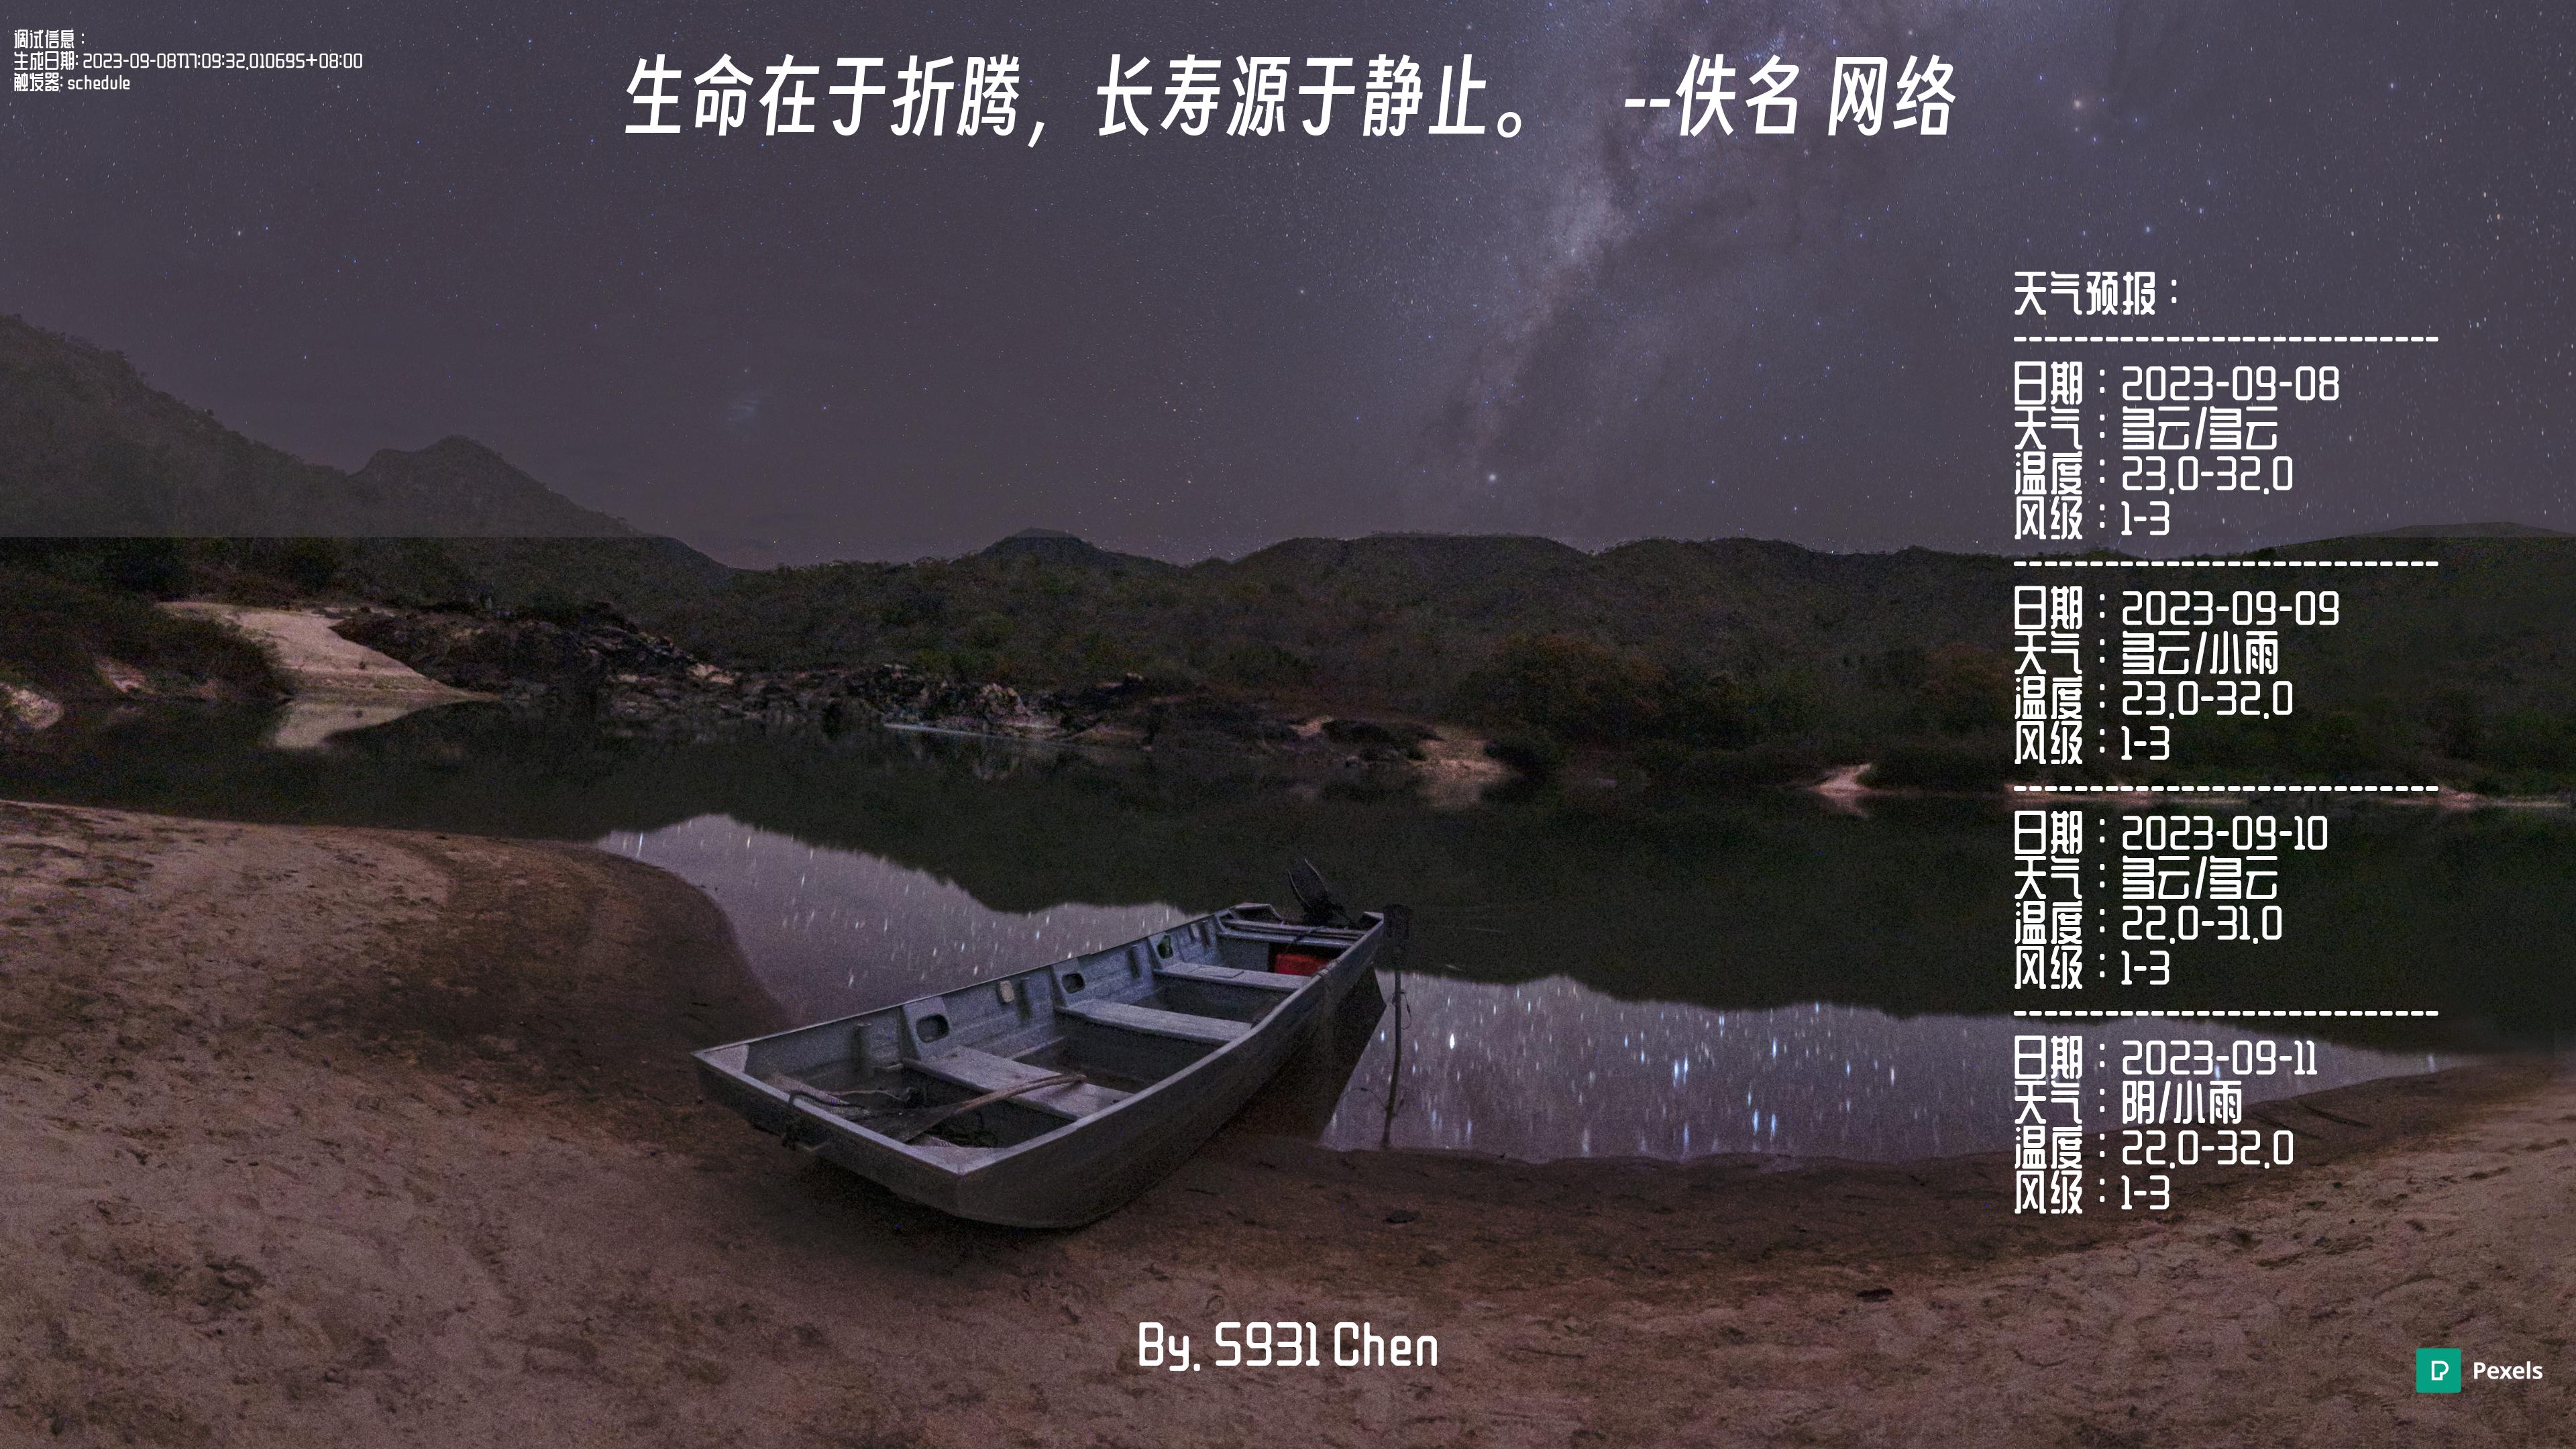 调试信息：
生成日期: 2023-09-08T17:09:32.010695+08:00
触发器: schedule
生命在于折腾，长寿源于静止。 --佚名 网络
天气预报：
----------------------------
日期：2023-09-08
天气：多云/多云
温度：23.0-32.0
风级：1-3
----------------------------
日期：2023-09-09
天气：多云/小雨
温度：23.0-32.0
风级：1-3
----------------------------
日期：2023-09-10
天气：多云/多云
温度：22.0-31.0
风级：1-3
----------------------------
日期：2023-09-11
天气：阴/小雨
温度：22.0-32.0
风级：1-3
By. S931 Chen
Pexels